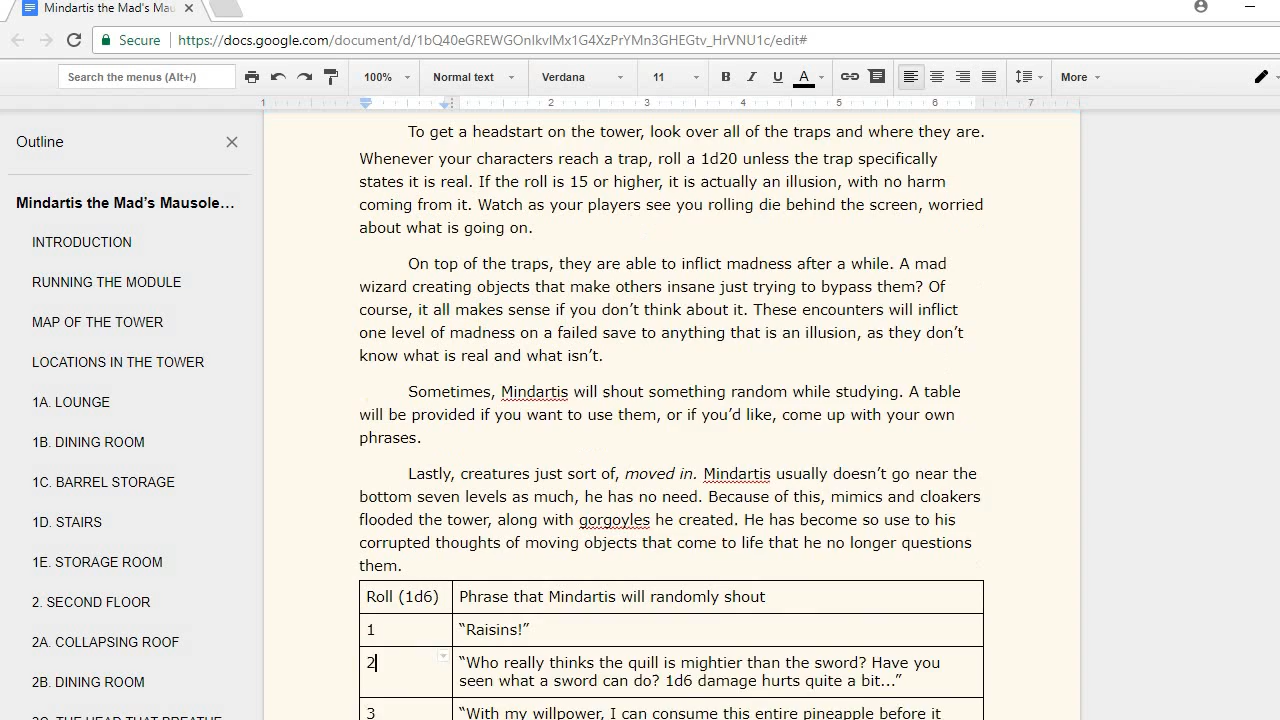 Mindartis the Mad's Mau
Secure
https://docs.google.com/document/d/1bQ40eGREWGOnIkvIMx1G4XzPrYMn3GHEGtv_HrVNU1c/edit#
Search the menus (Alt+/)
100%
Normal text
Verdana
11
B
I
U
A
More
1
1
2
3
4
5
6
7
Outline
Mindartis the Mad's Mausole...
INTRODUCTION
RUNNING THE MODULE
MAP OF THE TOWER
LOCATIONS IN THE TOWER
1A. LOUNGE
1B. DINING ROOM
1C. BARREL STORAGE
1D. STAIRS
1E. STORAGE ROOM
2. SECOND FLOOR
2A. COLLAPSING ROOF
2B. DINING ROOM
2C. THE HEAD THAT BREATHE
To get a headstart on the tower, look over all of the traps and where they are.
Whenever your characters reach a trap, roll a 1d20 unless the trap specifically
states it is real. If the roll is 15 or higher, it is actually an illusion, with no harm
coming from it. Watch as your players see you rolling die behind the screen, worried
about what is going on.
On top of the traps, they are able to inflict madness after a while. A mad
wizard creating objects that make others insane just trying to bypass them? Of
course, it all makes sense if you don't think about it. These encounters will inflict
one level of madness on a failed save to anything that is an illusion, as they don't
know what is real and what isn't.
Sometimes, Mindartis will shout something random while studying. A table
will be provided if you want to use them, or if you'd like, come up with your own
phrases.
Lastly, creatures just sort of, moved in. Mindartis usually doesn't go near the
bottom seven levels as much, he has no need. Because of this, mimics and cloakers
flooded the tower, along with gorgoyles he created. He has become so use to his
corrupted thoughts of moving objects that come to life that he no longer questions
them.
Roll (1d6)
Phrase that Mindartis will randomly shout
1
“Raisins!”
2
“Who really thinks the quill is mightier than the sword? Have you
seen what a sword can do? 1d6 damage hurts quite a bit...”
3
“With my willpower, I can consume this entire pineapple before it